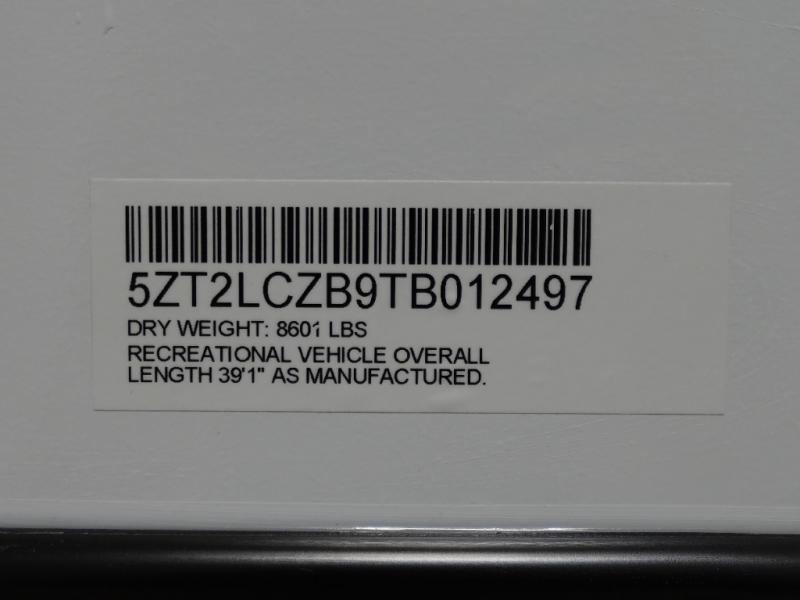 5ZT2LCZB9TB012497
DRY WEIGHT: 8601 LBS
RECREATIONAL VEHICLE OVERALL
LENGTH 39'1" AS MANUFACTURED.